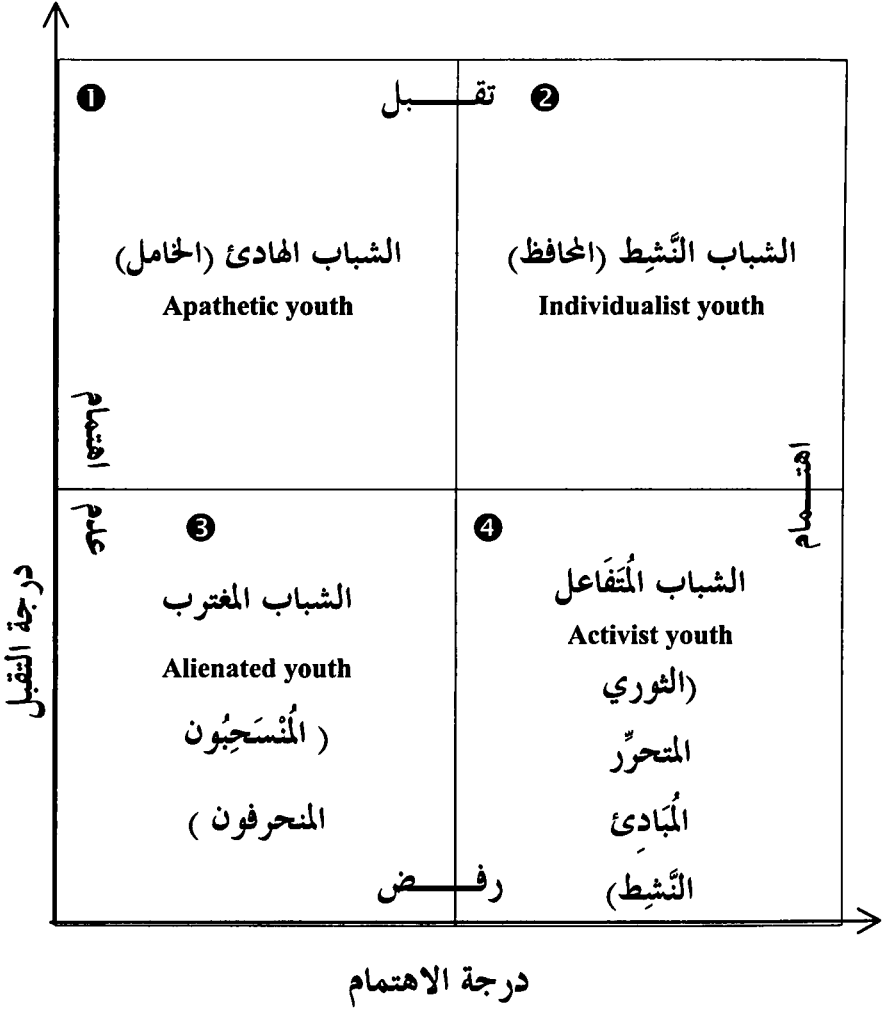 ❶
تقـــبل
❷
الشباب الهادئ (الخامل)
Apathetic youth
الشباب النَّشِط (المحافظ)
Individualist youth
عدم اهتمام
اهتـــمام
❸
الشباب المغترب
Alienated youth
( المُنْسَحِبُون
المنحرفون )
❹
الشباب المُتَفَاعل
Activist youth
(الثوري
المتحرِّر
المُبَادِئ
النَّشِط)
رفـــض
درجة التقبل
درجة الاهتمام